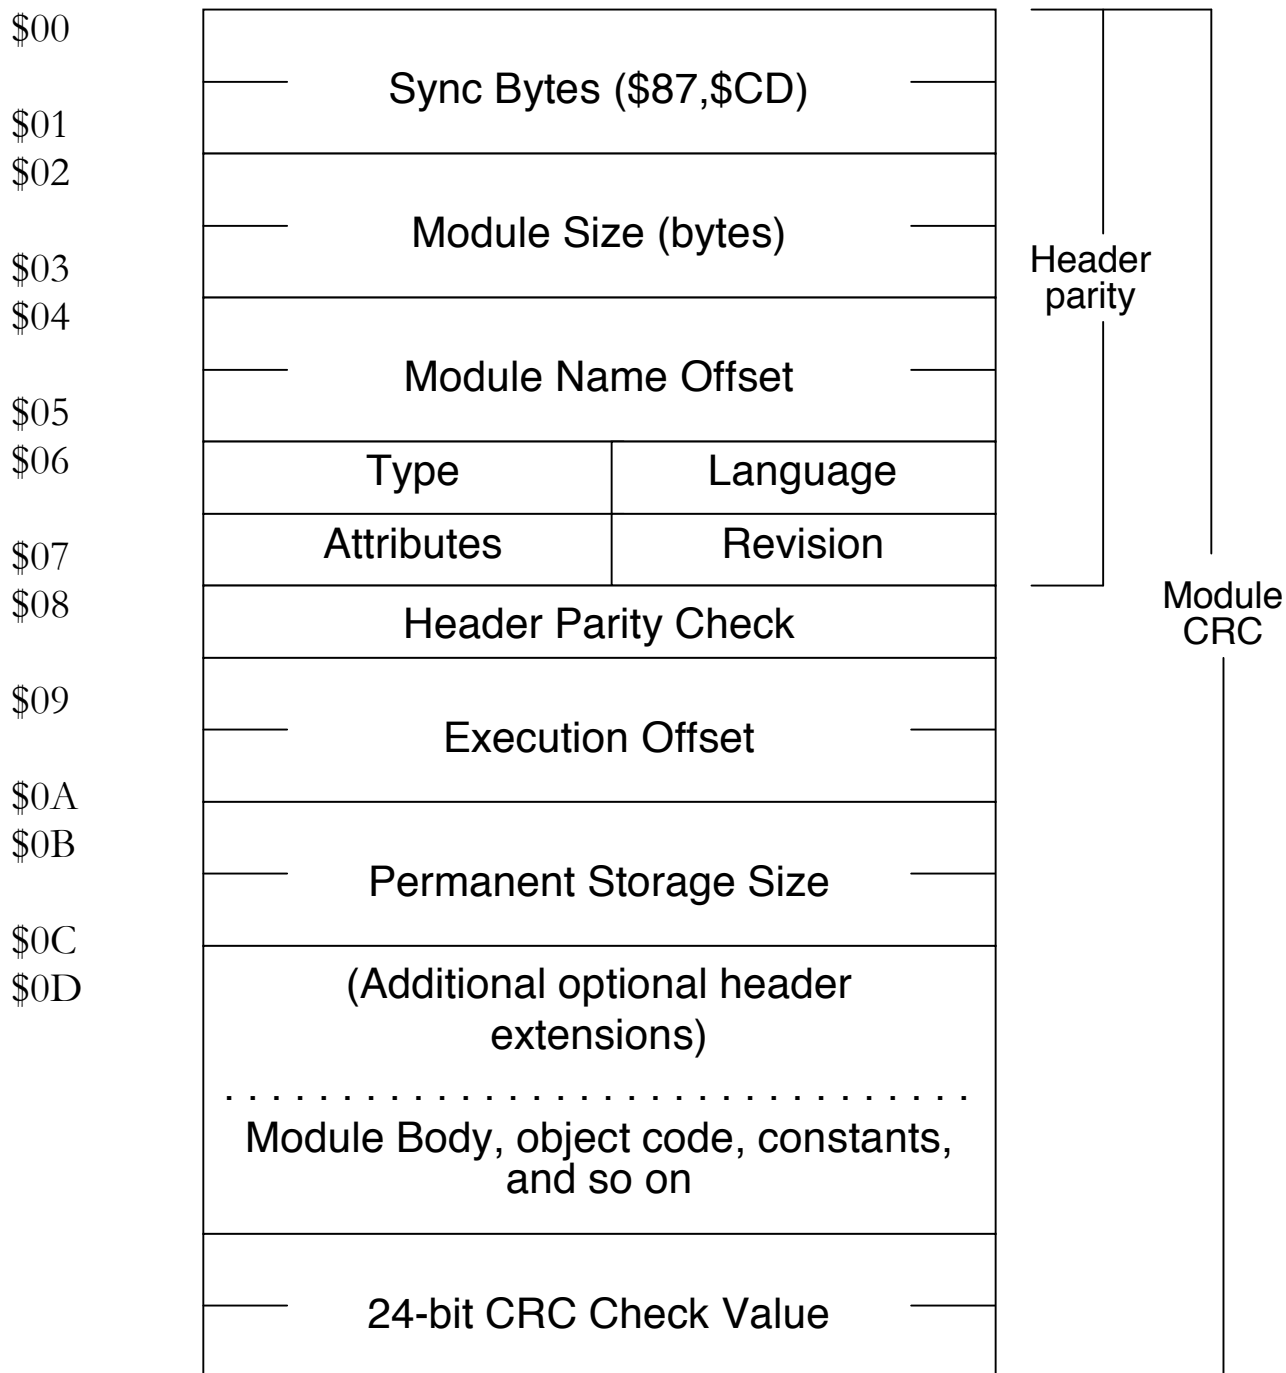 $00
Sync Bytes ($87,$CD)
$01
$02
Module Size (bytes)
$03
Header
parity
$04
Module Name Offset
$05
$06
Type
Language
Attributes
Revision
$07
$08
Header Parity Check
Module
CRC
$09
Execution Offset
$0A
$0B
Permanent Storage Size
$0C
$0D
(Additional optional header
extensions)
Module Body, object code, constants,
and so on
24-bit CRC Check Value